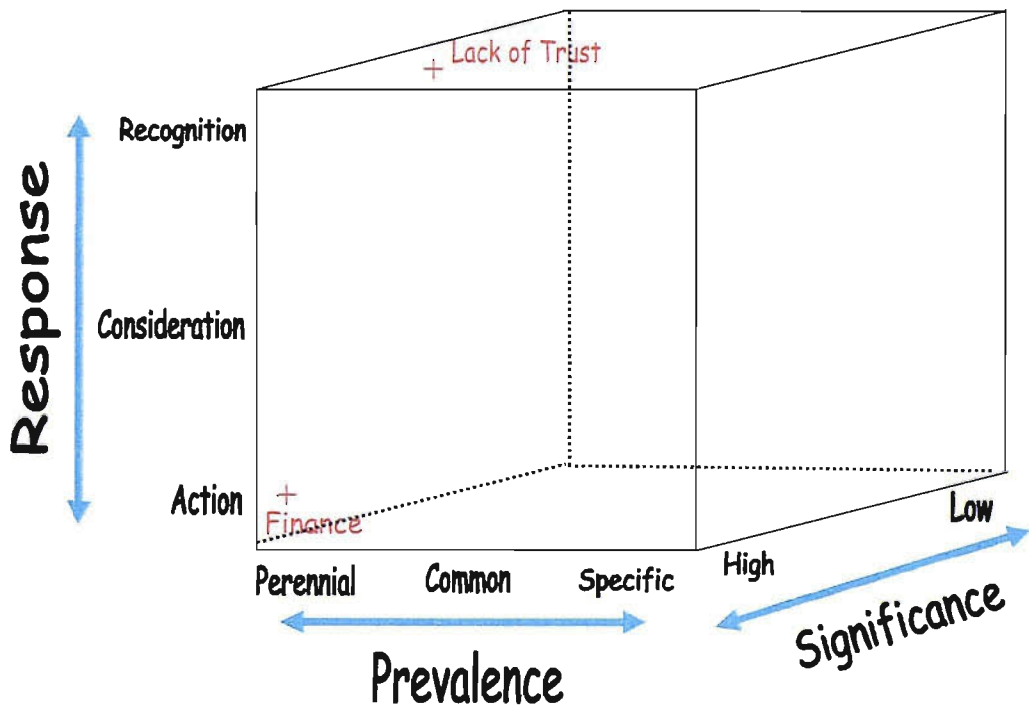 Lack of Trust
Recognition
Response
Consideration
Action
Finance
Low
High
Perennial
Common
Specific
Significance
Prevalence